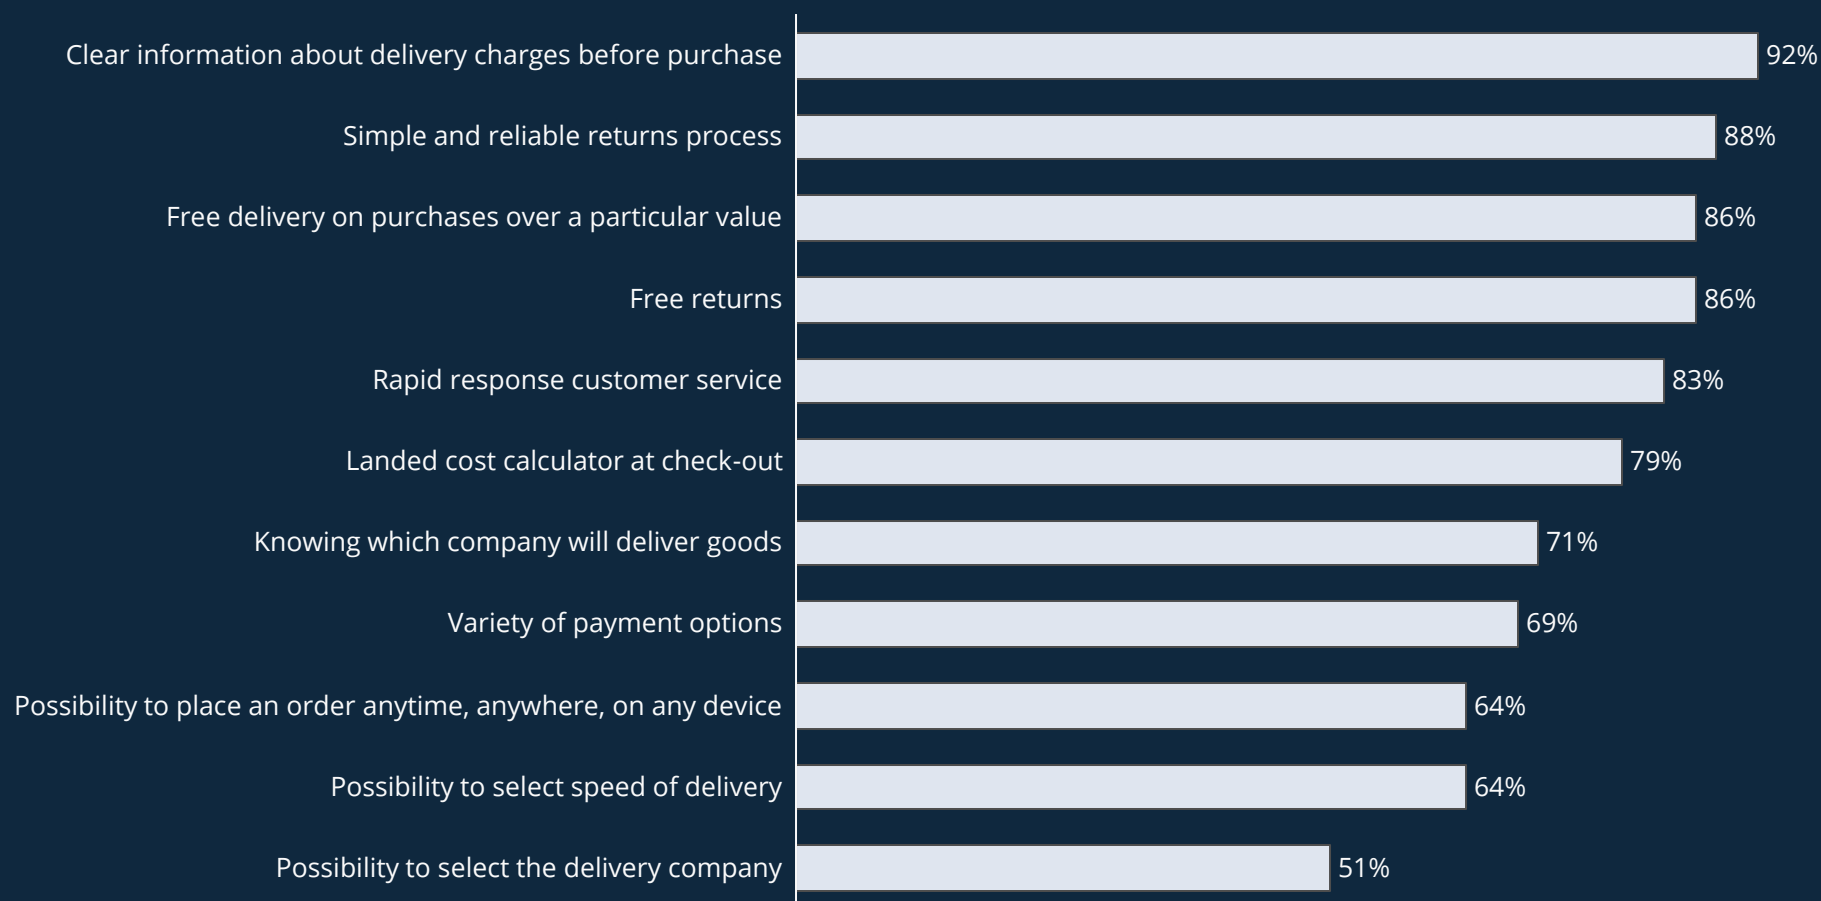 Clear information about delivery charges before purchase 92%
Simple and reliable returns process 88%
Free delivery on purchases over a particular value 86%
Free returns 86%
Rapid response customer service 83%
Landed cost calculator at check-out 79%
Knowing which company will deliver goods 71%
Variety of payment options 69%
Possibility to place an order anytime, anywhere, on any device 64%
Possibility to select speed of delivery 64%
Possibility to select the delivery company 51%